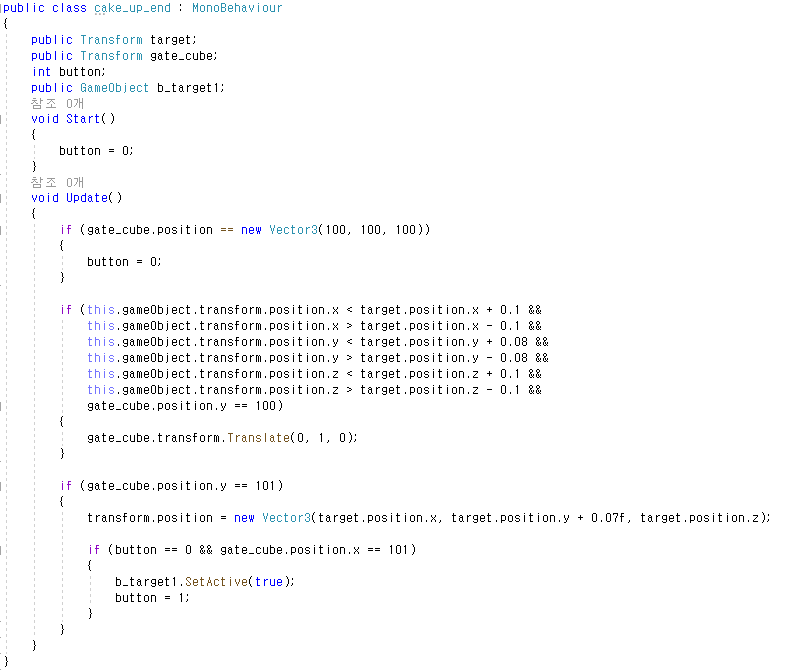 public class cake_up_end : MonoBehaviour
{
public Transform target;
public Transform gate_cube;
int button;
public GameObject b_target1;
참조 0개
void Start()
{
button = 0;
}
참조 0개
void Update()
{
if (gate_cube.position == new Vector3(100, 100, 100))
{
button = 0;
}
if (this.gameObject.transform.position.x < target.position.x + 0.1 &&
this.gameObject.transform.position.x > target.position.x - 0.1 &&
this.gameObject.transform.position.y < target.position.y + 0.08 &&
this.gameObject.transform.position.y > target.position.y - 0.08 &&
this.gameObject.transform.position.z < target.position.z + 0.1 &&
this.gameObject.transform.position.z > target.position.z - 0.1 &&
gate_cube.position.y == 100)
{
gate_cube.transform.Translate(0, 1, 0);
}
if (gate_cube.position.y == 101)
{
transform.position = new Vector3(target.position.x, target.position.y + 0.07f, target.position.z);
if (button == 0 && gate_cube.position.x == 101)
{
b_target1.SetActive(true);
button = 1;
}
}
}
}